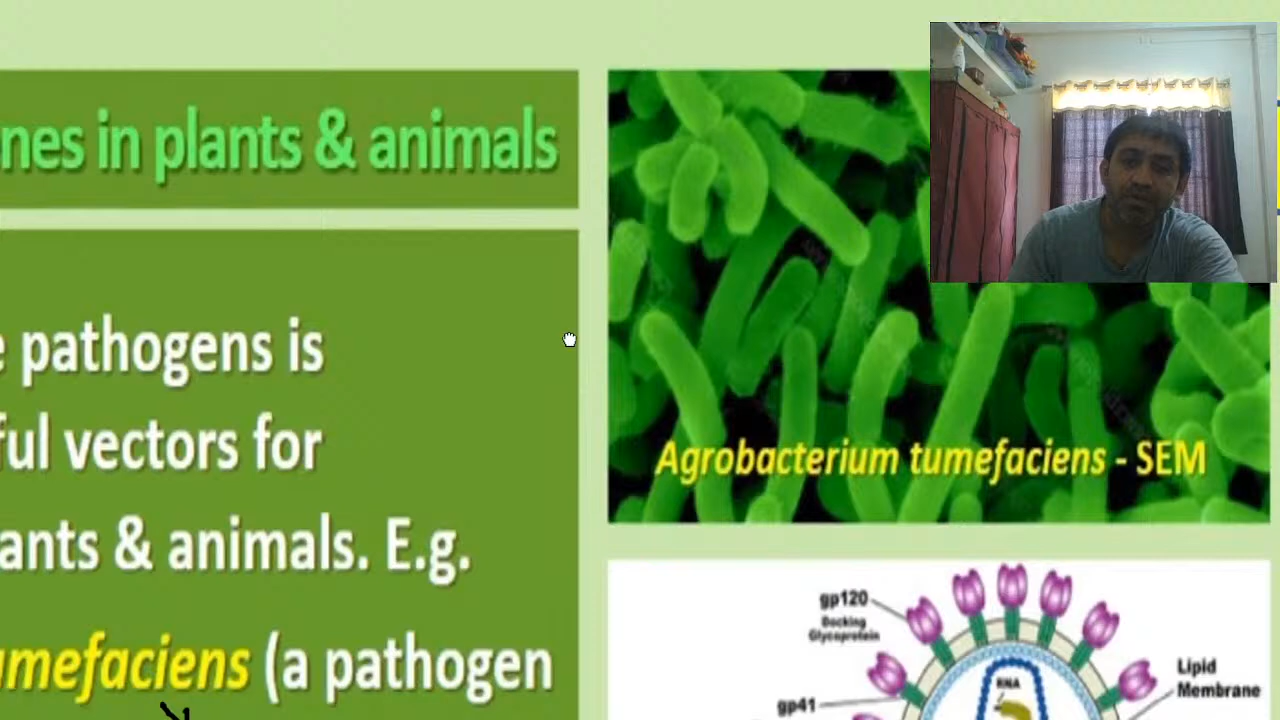 nes in plants & animals
e pathogens is
ful vectors for
ants & animals. E.g.
umefaciens (a pathogen
Agrobacterium tumefaciens - SEM
gp120
Docking
Glycoprotein
gp41
RNA
Lipid
Membrane